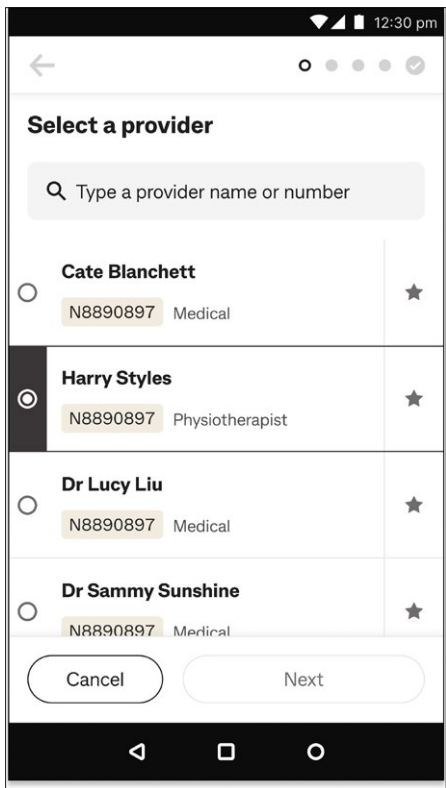 12:30 pm
Select a provider
Type a provider name or number
Cate Blanchett
N8890897 Medical
Harry Styles
N8890897 Physiotherapist
Dr Lucy Liu
N8890897 Medical
Dr Sammy Sunshine
N8890897 Medical
Cancel Next